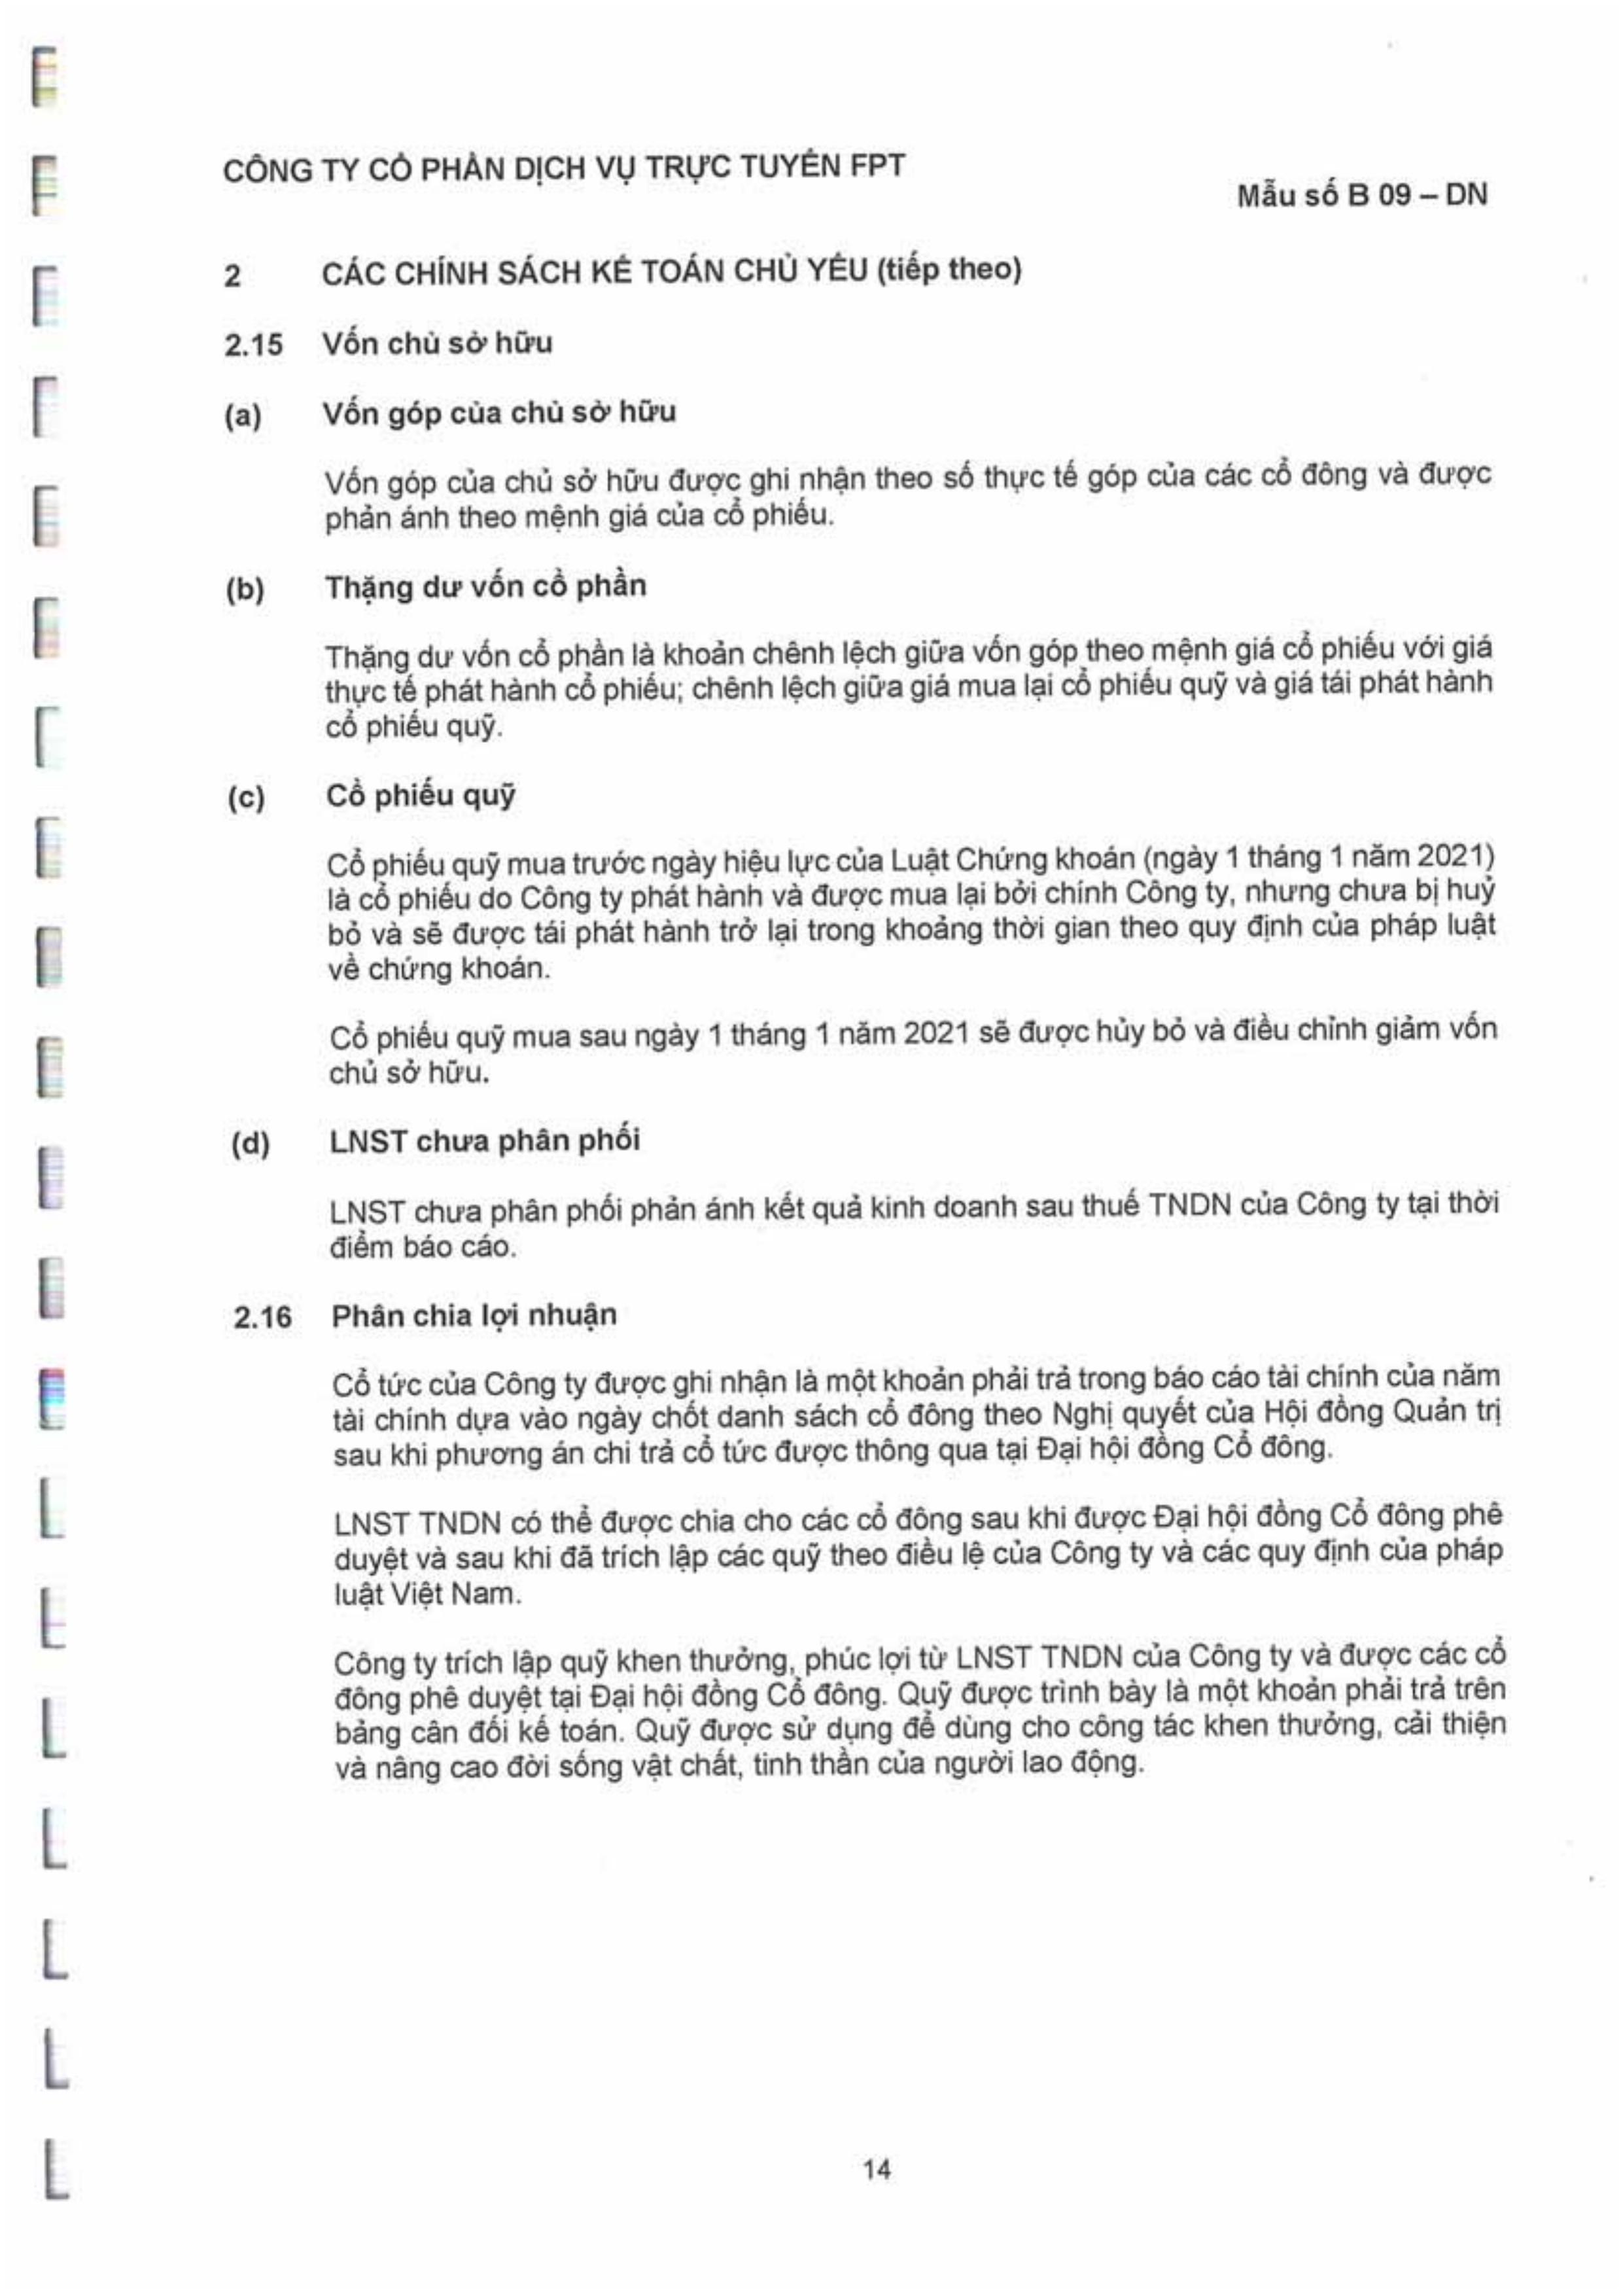 CÔNG TY CỔ PHẦN DỊCH VỤ TRỰC TUYẾN FPT
Mẫu số B 09 – DN
2 CÁC CHÍNH SÁCH KẾ TOÁN CHỦ YẾU (tiếp theo)
2.15 Vốn chủ sở hữu
(a) Vốn góp của chủ sở hữu
Vốn góp của chủ sở hữu được ghi nhận theo số thực tế góp của các cổ đông và được
phản ánh theo mệnh giá của cổ phiếu.
(b) Thặng dư vốn cổ phần
Thặng dư vốn cổ phần là khoản chênh lệch giữa vốn góp theo mệnh giá cổ phiếu với giá
thực tế phát hành cổ phiếu; chênh lệch giữa giá mua lại cổ phiếu quỹ và giá tái phát hành
cổ phiếu quỹ.
(c) Cổ phiếu quỹ
Cổ phiếu quỹ mua trước ngày hiệu lực của Luật Chứng khoán (ngày 1 tháng 1 năm 2021)
là cổ phiếu do Công ty phát hành và được mua lại bởi chính Công ty, nhưng chưa bị huỷ
bỏ và sẽ được tái phát hành trở lại trong khoảng thời gian theo quy định của pháp luật
về chứng khoán.
Cổ phiếu quỹ mua sau ngày 1 tháng 1 năm 2021 sẽ được hủy bỏ và điều chỉnh giảm vốn
chủ sở hữu.
(d) LNST chưa phân phối
LNST chưa phân phối phản ánh kết quả kinh doanh sau thuế TNDN của Công ty tại thời
điểm báo cáo.
2.16 Phân chia lợi nhuận
Cổ tức của Công ty được ghi nhận là một khoản phải trả trong báo cáo tài chính của năm
tài chính dựa vào ngày chốt danh sách cổ đông theo Nghị quyết của Hội đồng Quản trị
sau khi phương án chi trả cổ tức được thông qua tại Đại hội đồng Cổ đông.
LNST TNDN có thể được chia cho các cổ đông sau khi được Đại hội đồng Cổ đông phê
duyệt và sau khi đã trích lập các quỹ theo điều lệ của Công ty và các quy định của pháp
luật Việt Nam.
Công ty trích lập quỹ khen thưởng, phúc lợi từ LNST TNDN của Công ty và được các cổ
đông phê duyệt tại Đại hội đồng Cổ đông. Quỹ được trình bày là một khoản phải trả trên
bảng cân đối kế toán. Quỹ được sử dụng để dùng cho công tác khen thưởng, cải thiện
và nâng cao đời sống vật chất, tinh thần của người lao động.
14